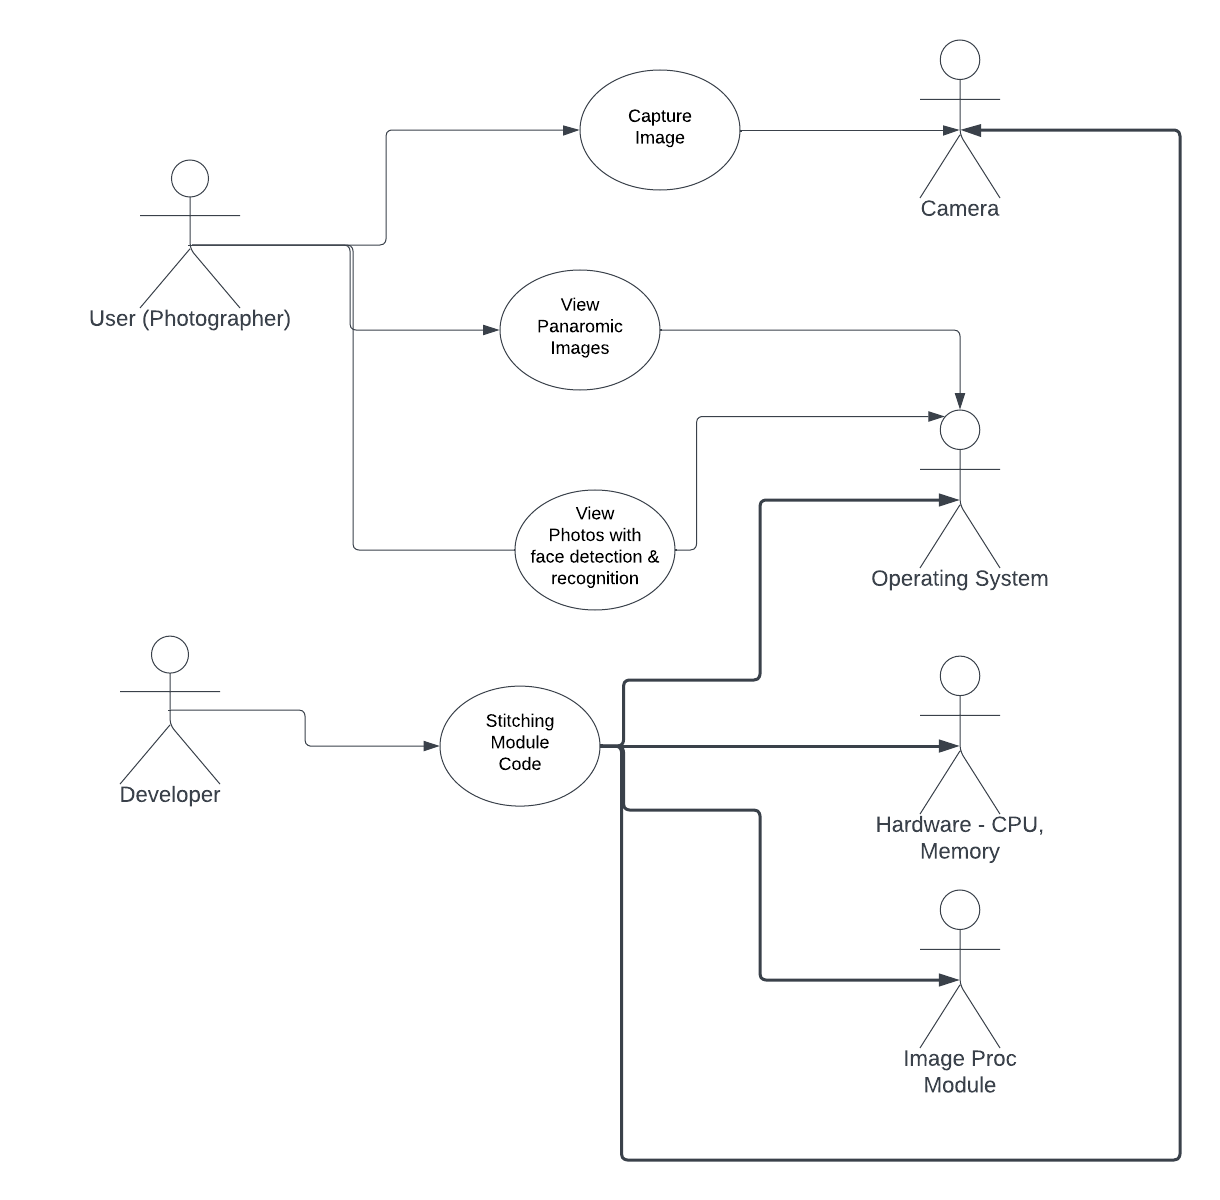 Capture
Image
Camera
User (Photographer)
View
Panaromic
Images
View
Photos with
face detection &
recognition
Operating System
Developer
Stitching
Module
Code
Hardware - CPU,
Memory
Image Proc
Module